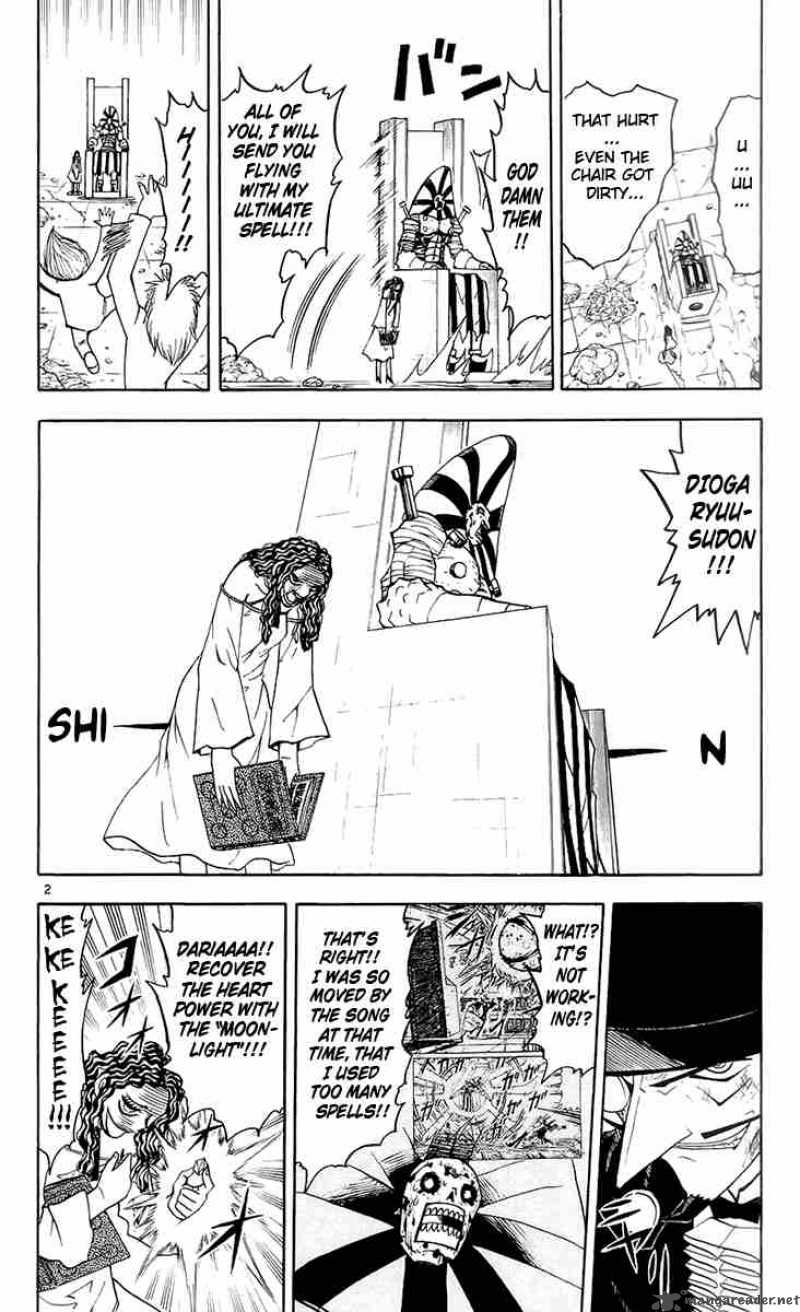 U
...
UU...
THAT HURT
...
EVEN THE
CHAIR GOT
DIRTY...
バン
GOD
DAMN
THEM
!!
ALL OF
YOU, I WILL
SEND YOU
FLYING
WITH MY
ULTIMATE
SPELL!!!
DIOGA
RYUU-
SUDON
!!!
SHI
N
2
WHAT!?
IT'S
NOT
WORK-
ING!?
THAT'S
RIGHT!!
I WAS SO
MOVED BY
THE SONG
AT THAT
TIME, THAT
I USED
TOO MANY
SPELLS!!
DARIAAAA!!
RECOVER
THE HEART
POWER WITH
THE "MOON-
LIGHT"!!!
KE
KE
KE
KEEEEE
!!!
mangareader.net